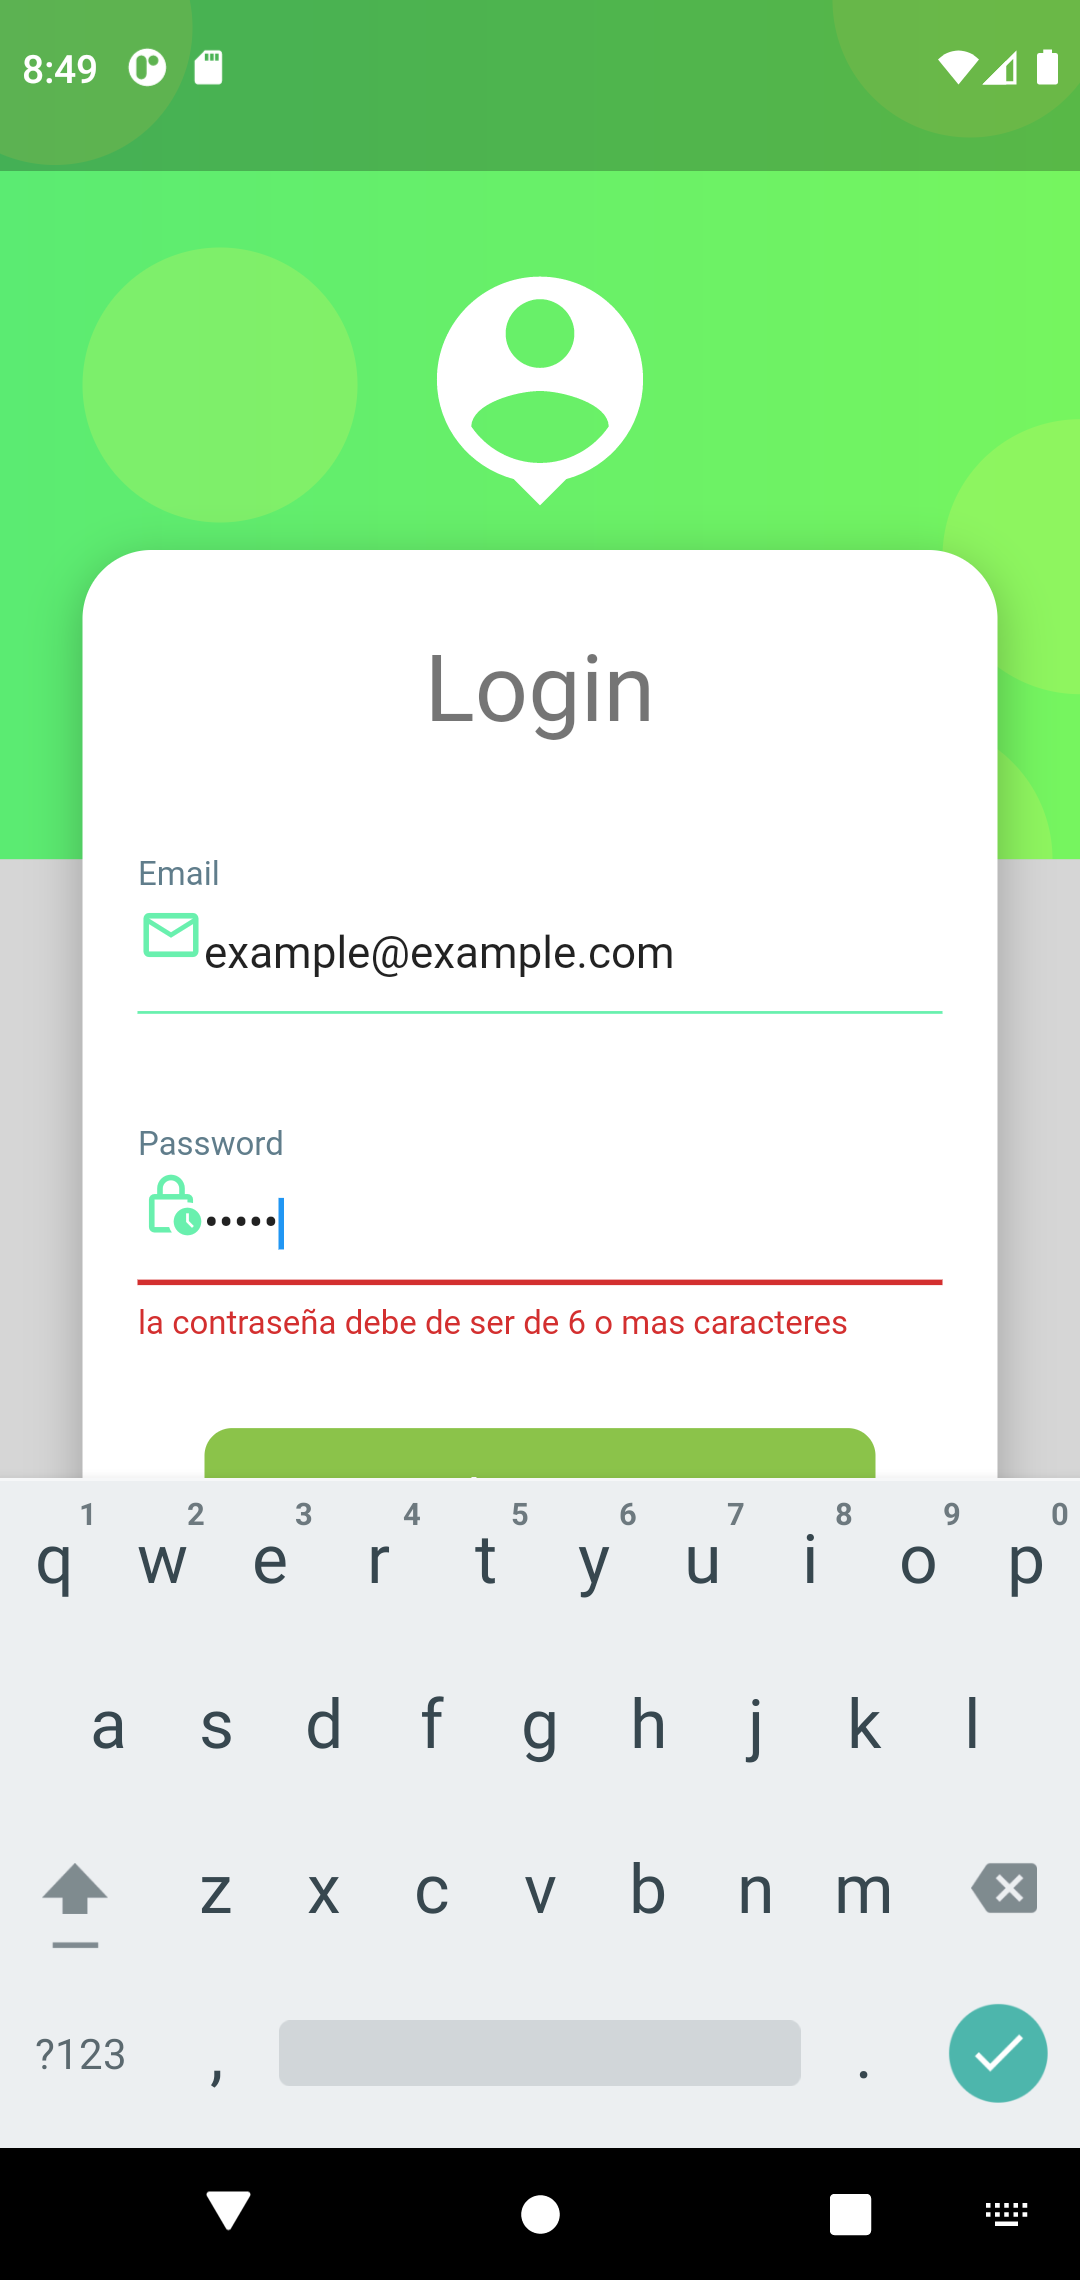 8:49
Login
Email
example@example.com
Password
•••••
la contraseña debe de ser de 6 o mas caracteres
1 2 3 4 5 6 7 8 9 0
q w e r t y u i o p
a s d f g h j k l
z x c v b n m
?123 , .